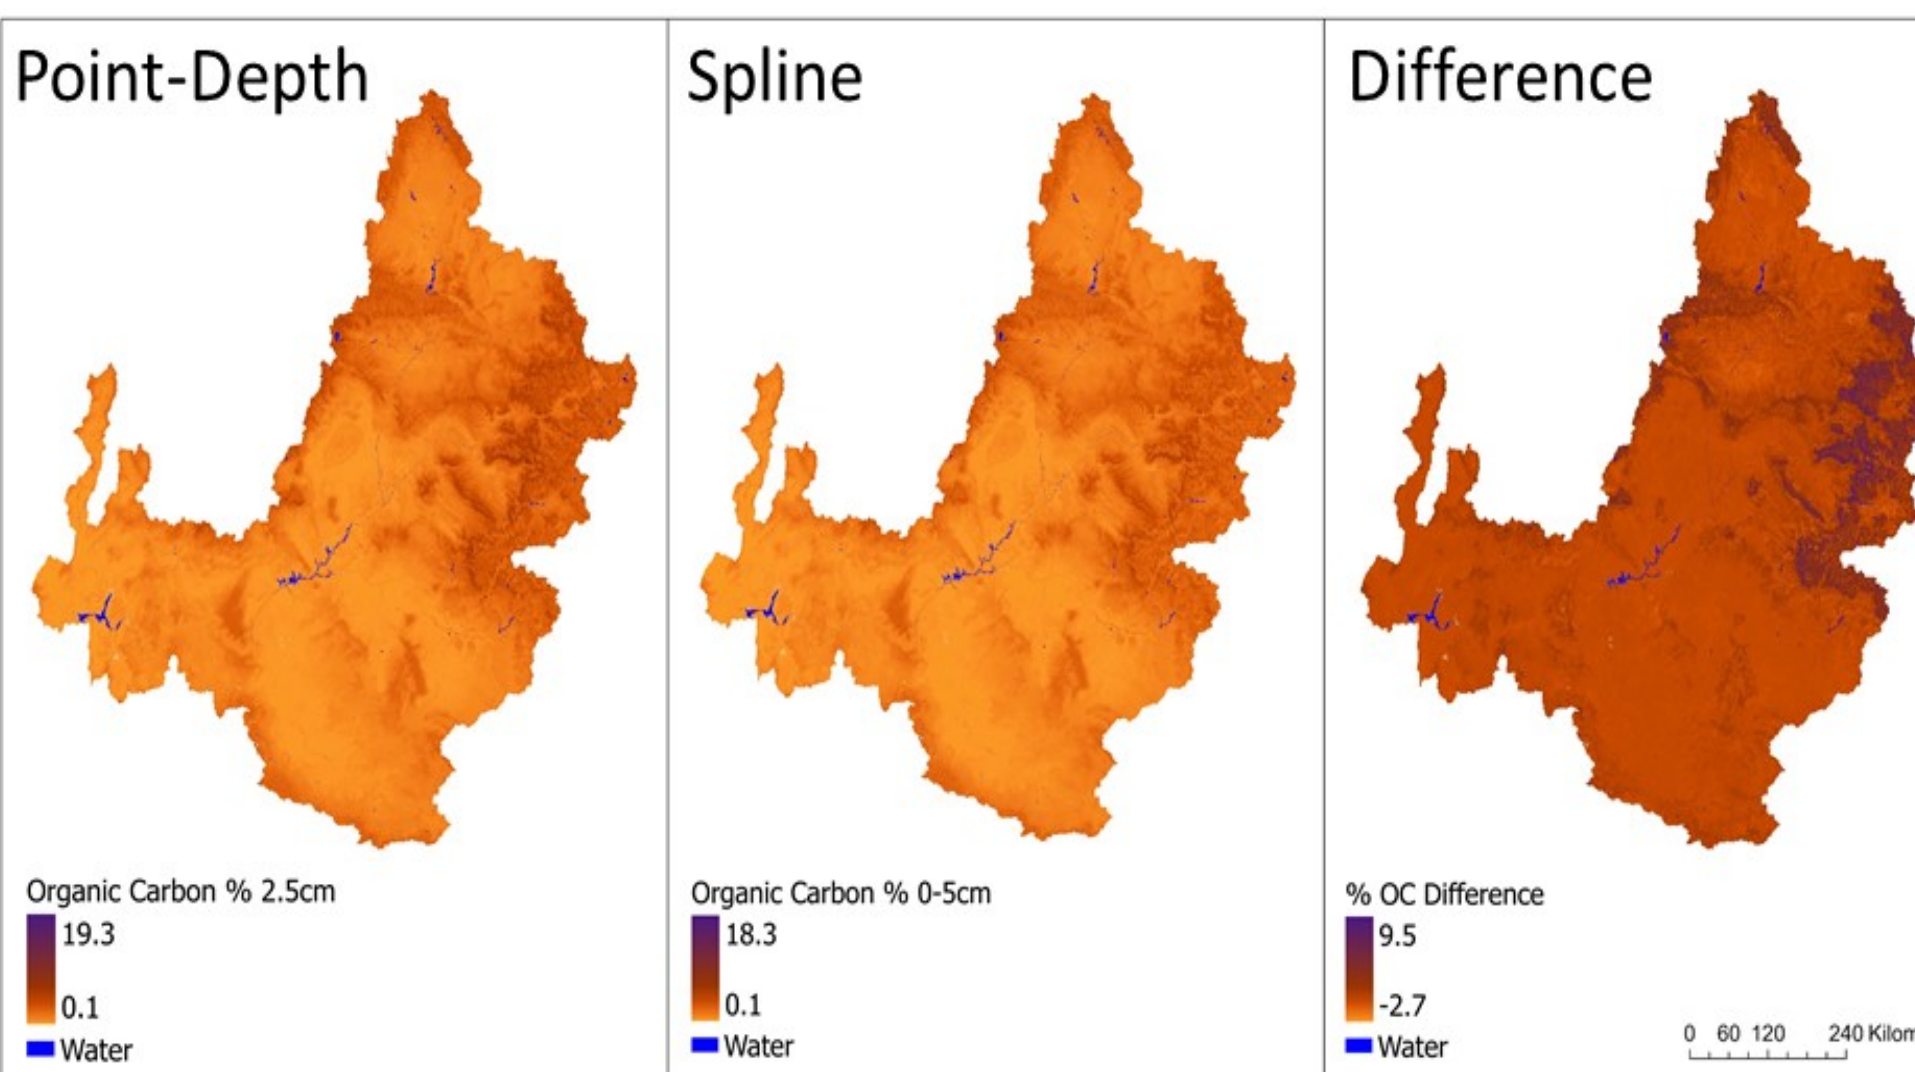 Point-Depth
Organic Carbon % 2.5cm
19.3
0.1
Water
Spline
Organic Carbon % 0-5cm
18.3
0.1
Water
Difference
% OC Difference
9.5
-2.7
Water
0 60 120 240 Kilom